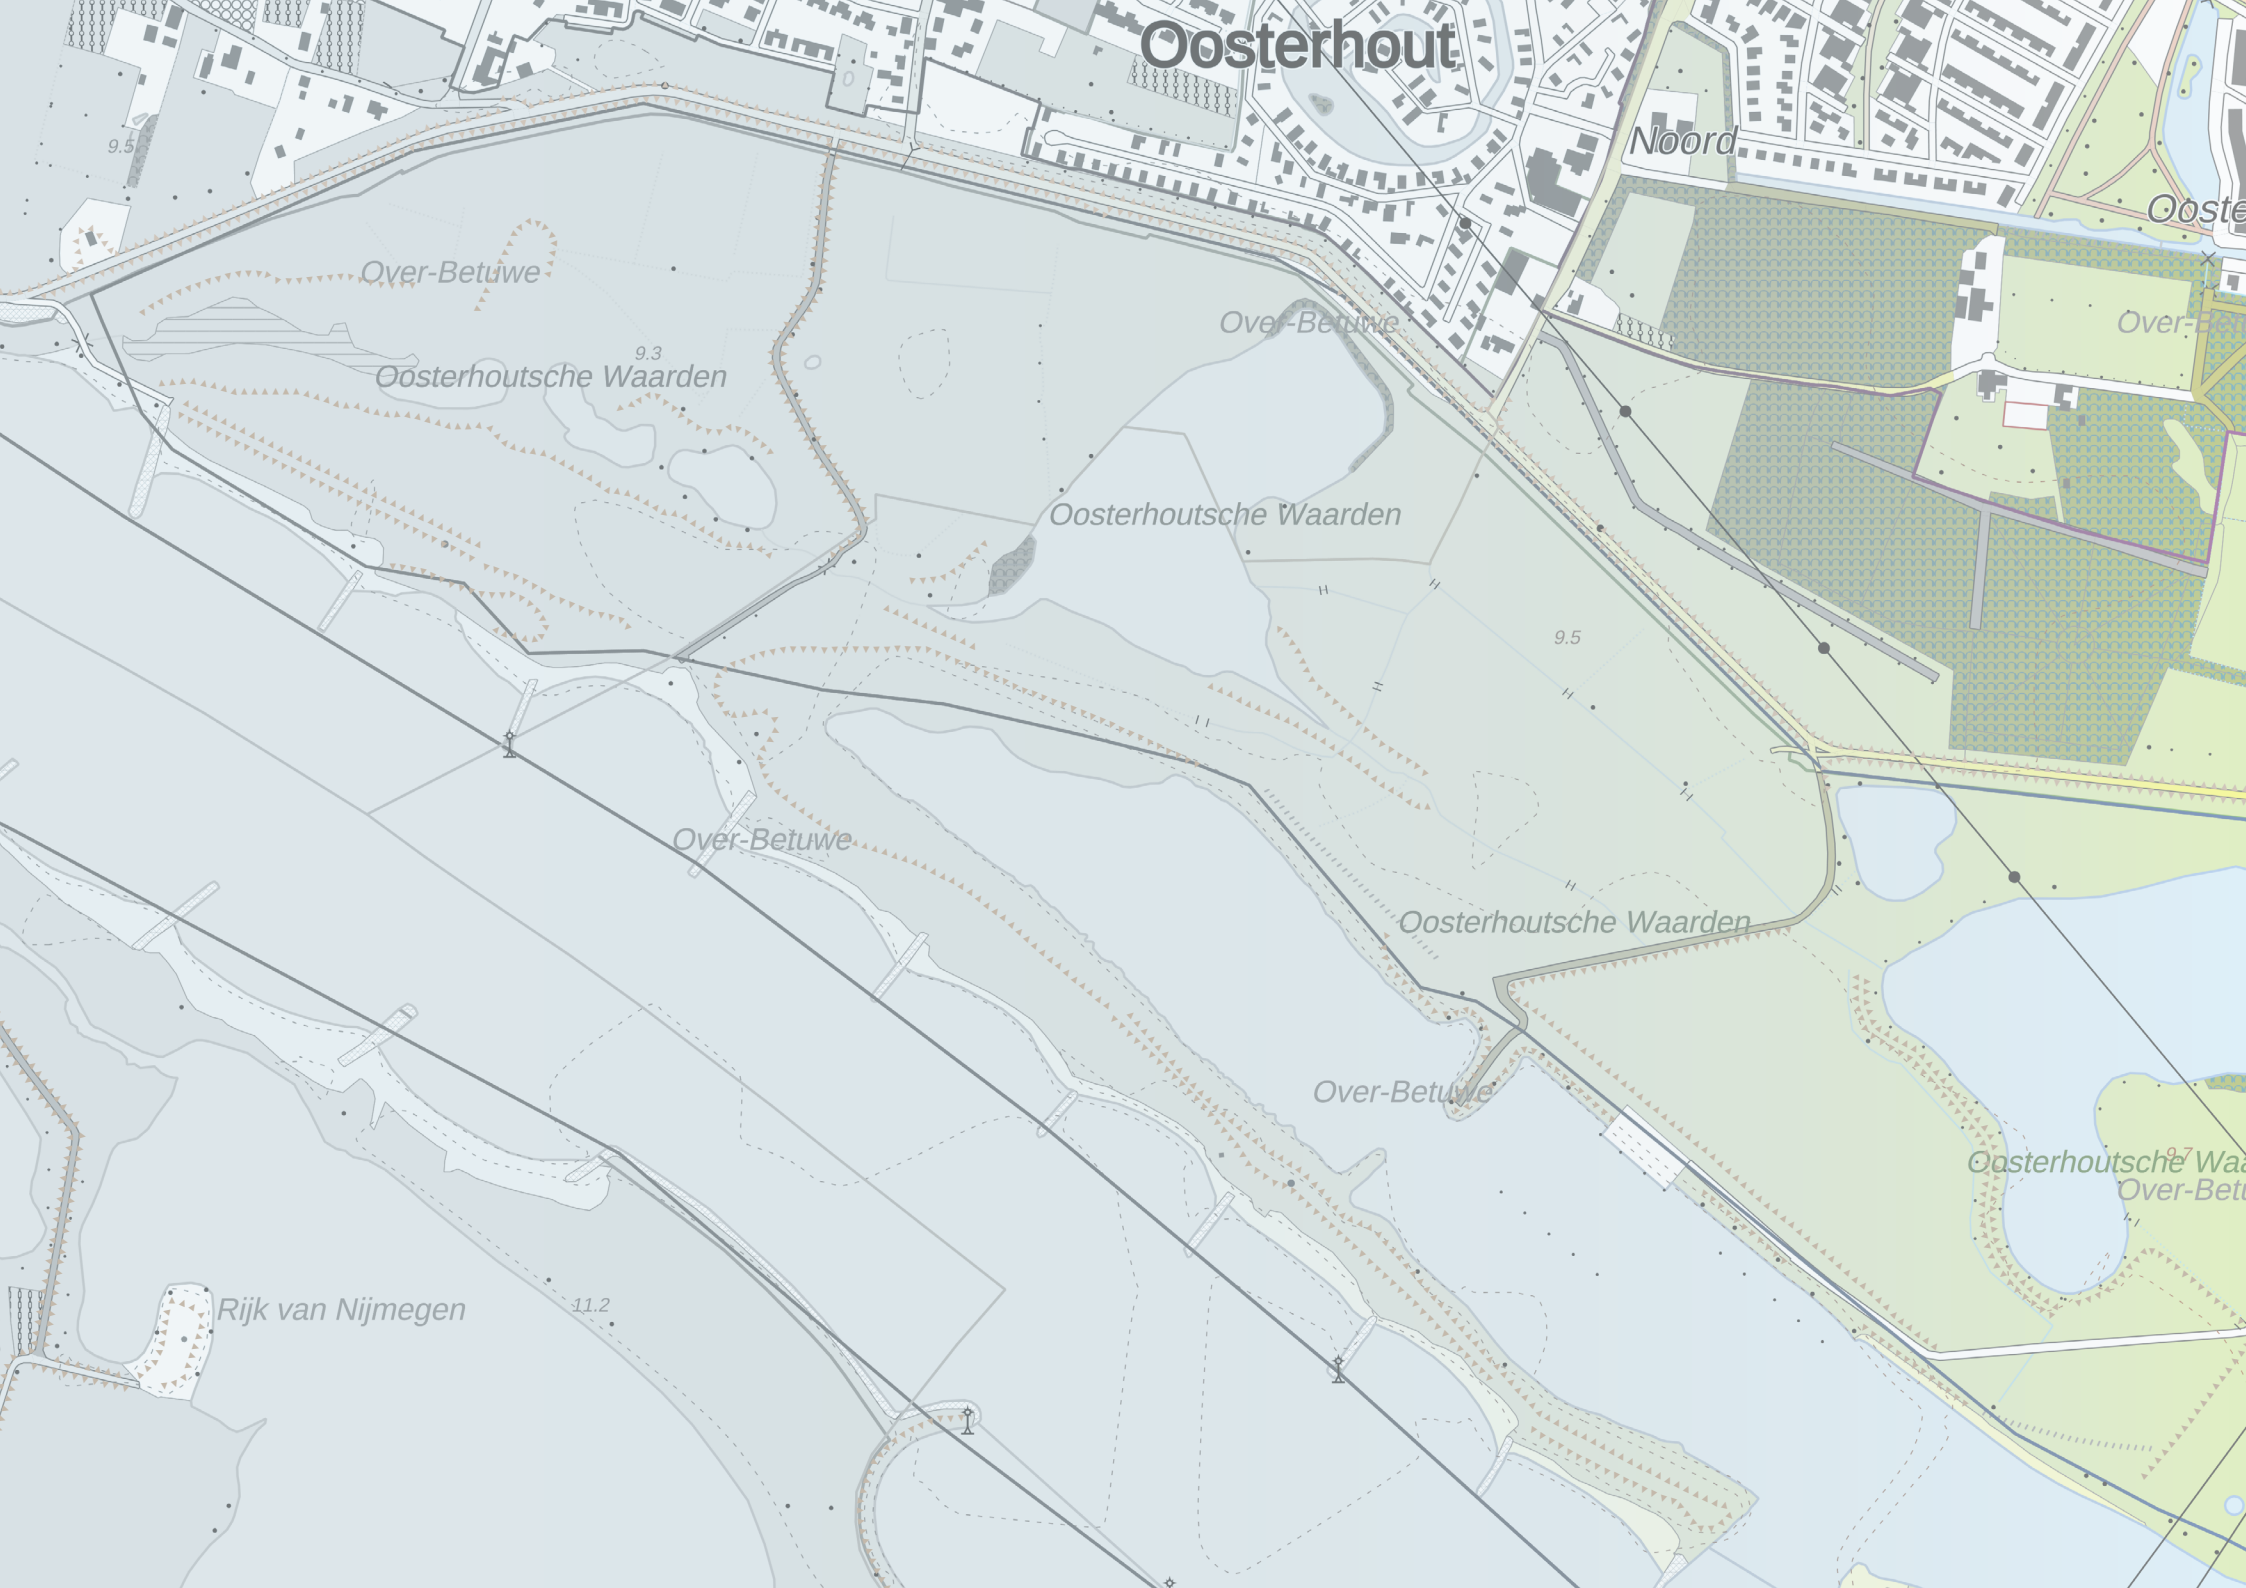 Oosterhout
Noord
9.5
Ooste
Over-Betuwe
Over-Betuwe
Over-Bet
9.3
Oosterhoutsche Waarden
Oosterhoutsche Waarden
9.5
Over-Betuwe
Oosterhoutsche Waarden
Over-Betuwe
9.7
Oosterhoutsche Waa
Over-Betu
Rijk van Nijmegen
11.2